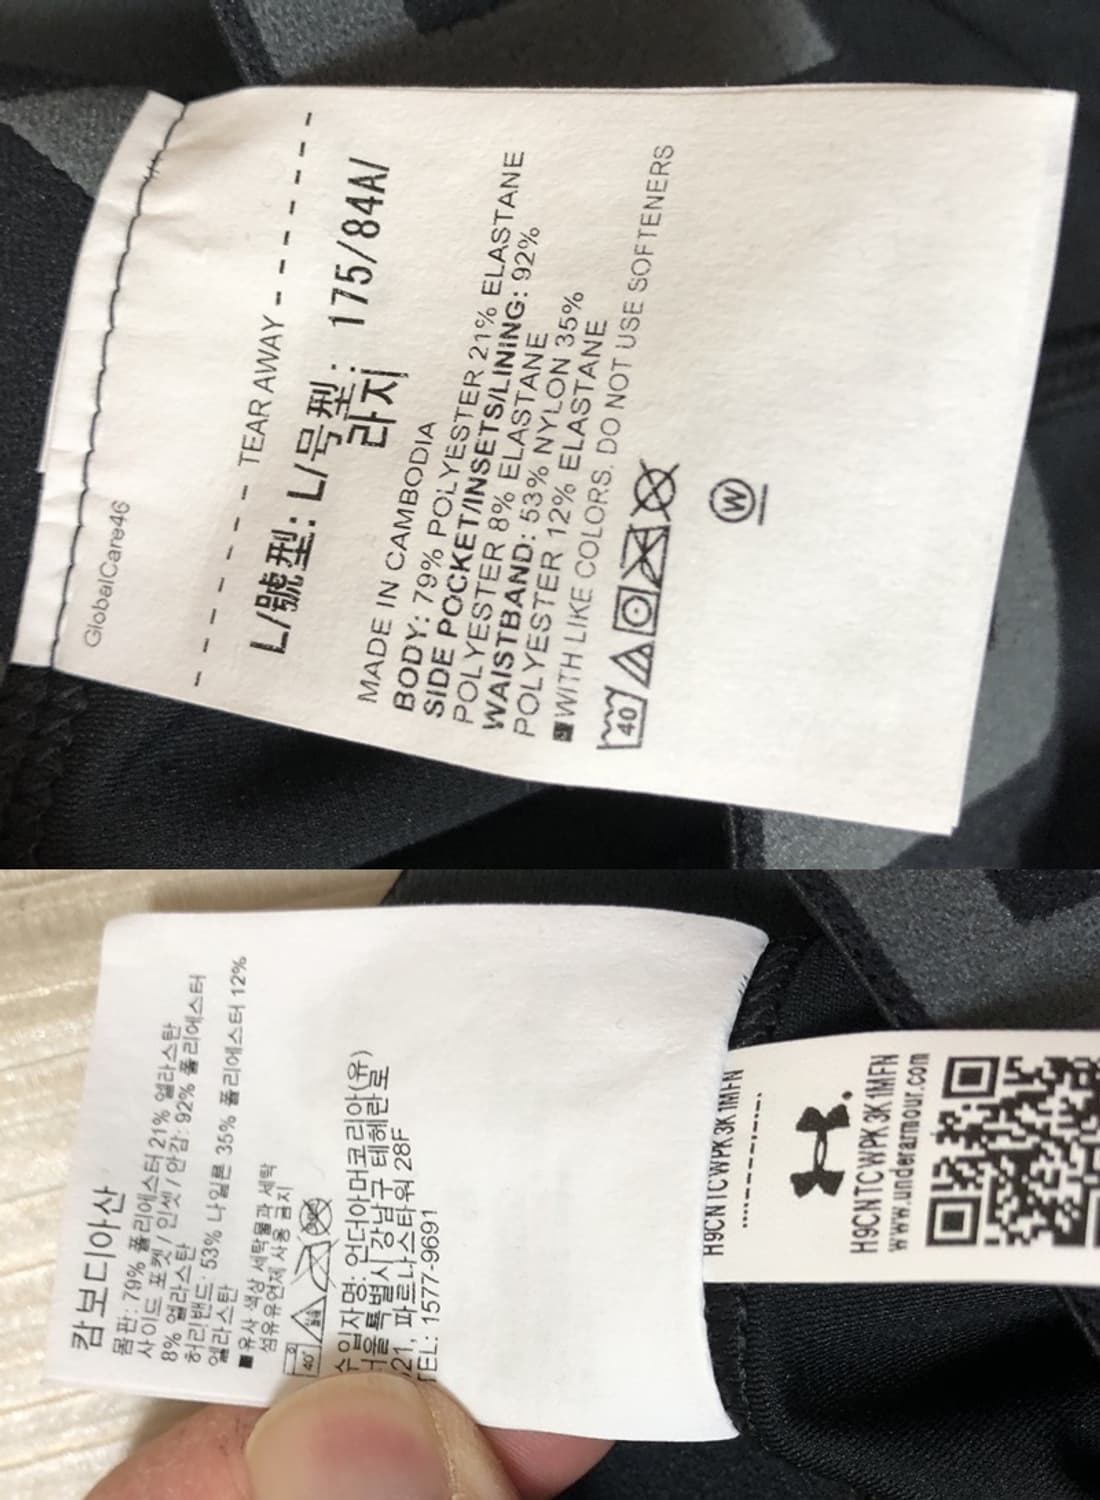 GlobalCare46
TEAR AWAY
L/號型: L/号型: 175/84A/
라지
MADE IN CAMBODIA
BODY: 79% POLYESTER 21% ELASTANE
SIDE POCKET/INSETS/LINING: 92%
POLYESTER 8% ELASTANE
WAISTBAND: 53% NYLON 35%
POLYESTER 12% ELASTANE
WITH LIKE COLORS. DO NOT USE SOFTENERS
40
W
캄보디아산
몸판: 79% 폴리에스터 21% 엘라스탄
사이드 포켓 / 인셋 / 안감: 92% 폴리에스터
8% 엘라스탄
허리밴드: 53% 나일론 35% 폴리에스터 12%
엘라스탄
유사 색상 세탁물과 세탁
섬유유연제 사용 금지
40°
수입자명: 언더아머코리아(유)
서울특별시 강남구 테헤란로
521, 파르나스타워 28F
TEL: 1577-9691
H9CNTCWPK3K1MFN
H9CNTCWPK3K1MFN
www.underarmour.com